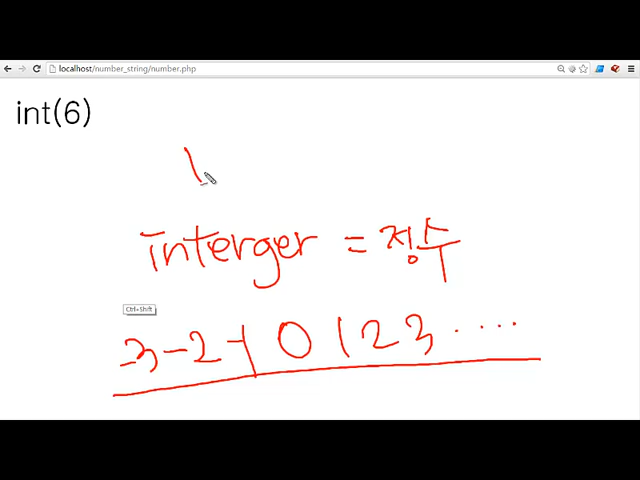 localhost/number_string/number.php
int(6)
interger = 정수
Ctrl+Shift
-3 -2 -1 0 1 2 3 ....